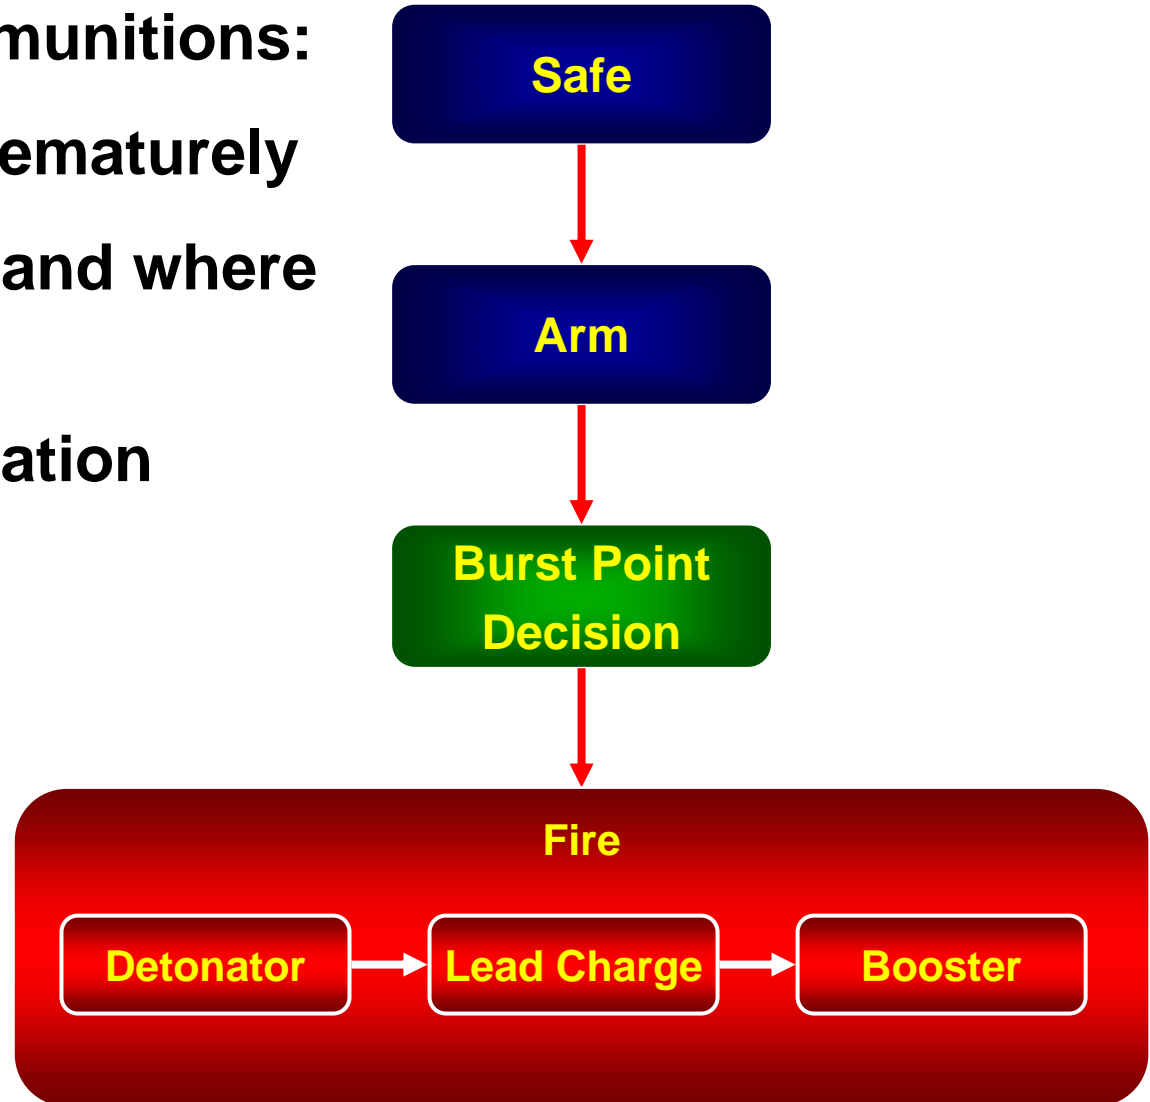 munitions:
ematurely
and where
ation
Safe
Arm
Burst Point
Decision
Fire
Detonator
Lead Charge
Booster